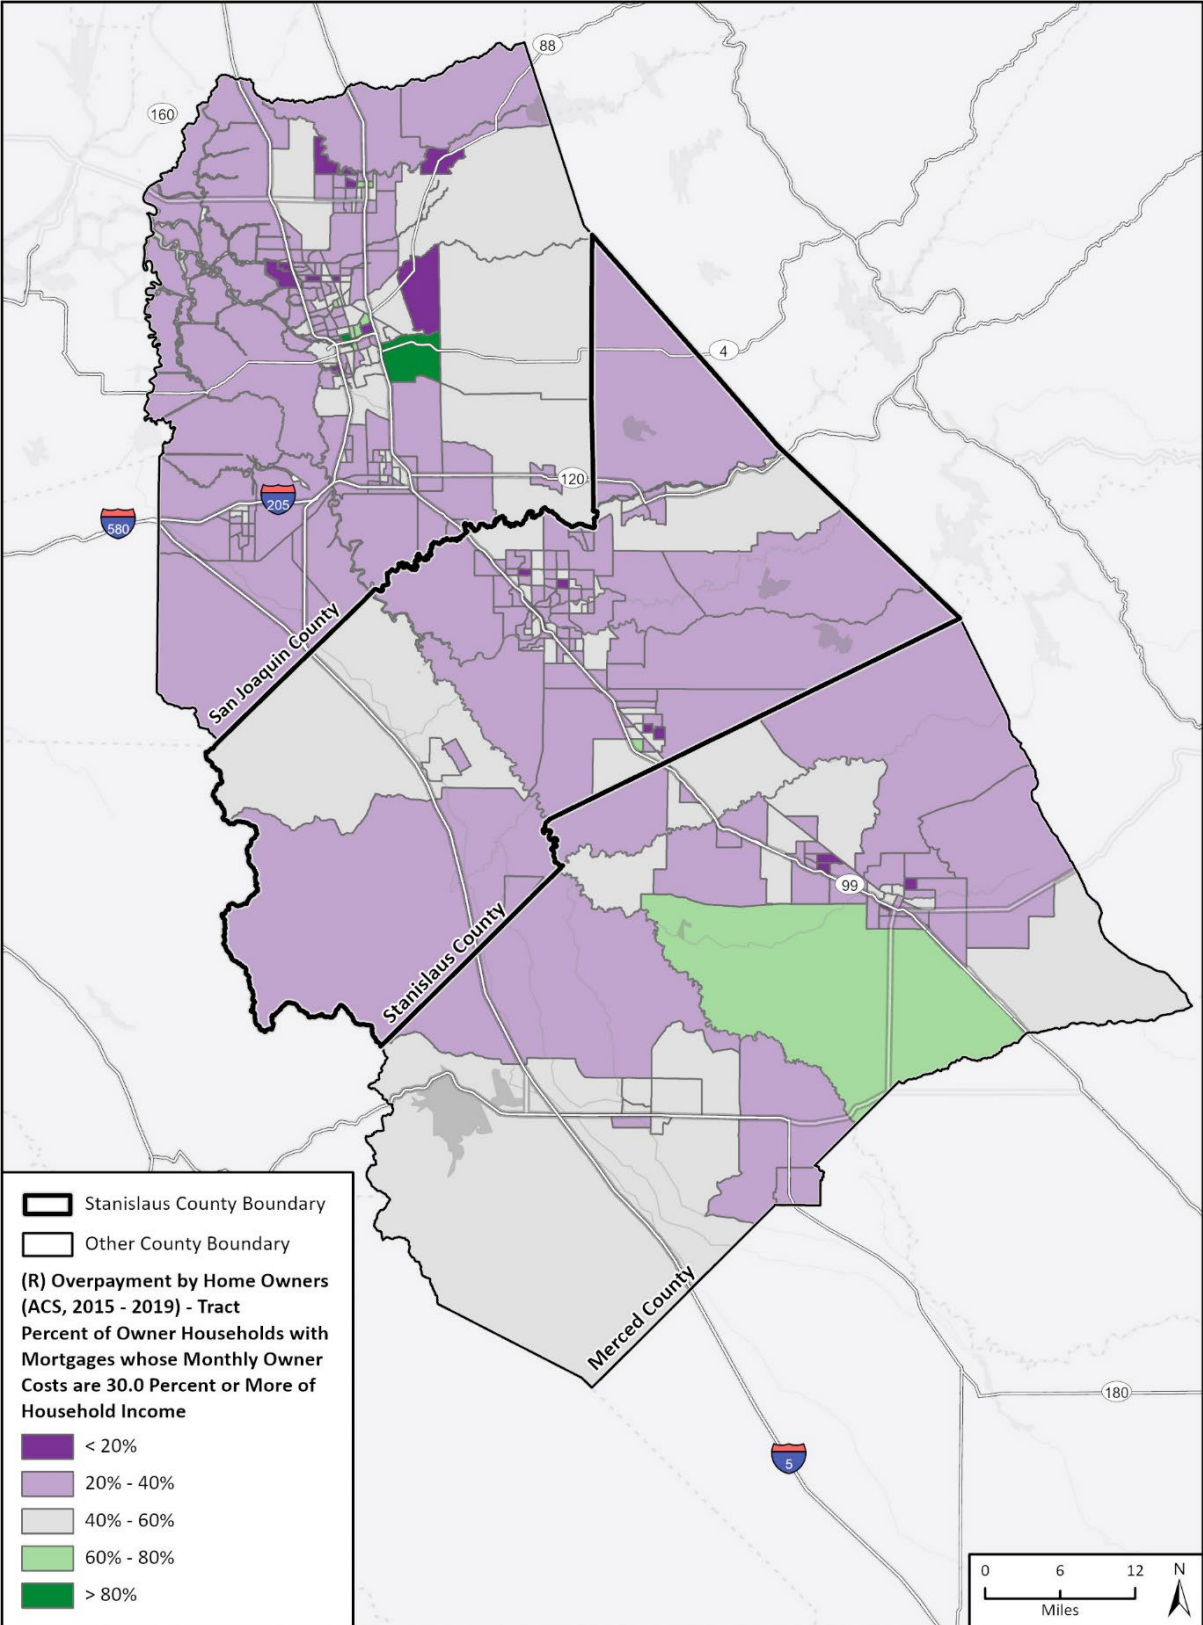 88
160
4
120
205
580
San Joaquin County
99
Stanislaus County
Merced County
180
5
Stanislaus County Boundary
Other County Boundary
(R) Overpayment by Home Owners
(ACS, 2015 - 2019) - Tract
Percent of Owner Households with
Mortgages whose Monthly Owner
Costs are 30.0 Percent or More of
Household Income
< 20%
20% - 40%
40% - 60%
60% - 80%
> 80%
0 6 12 N
Miles